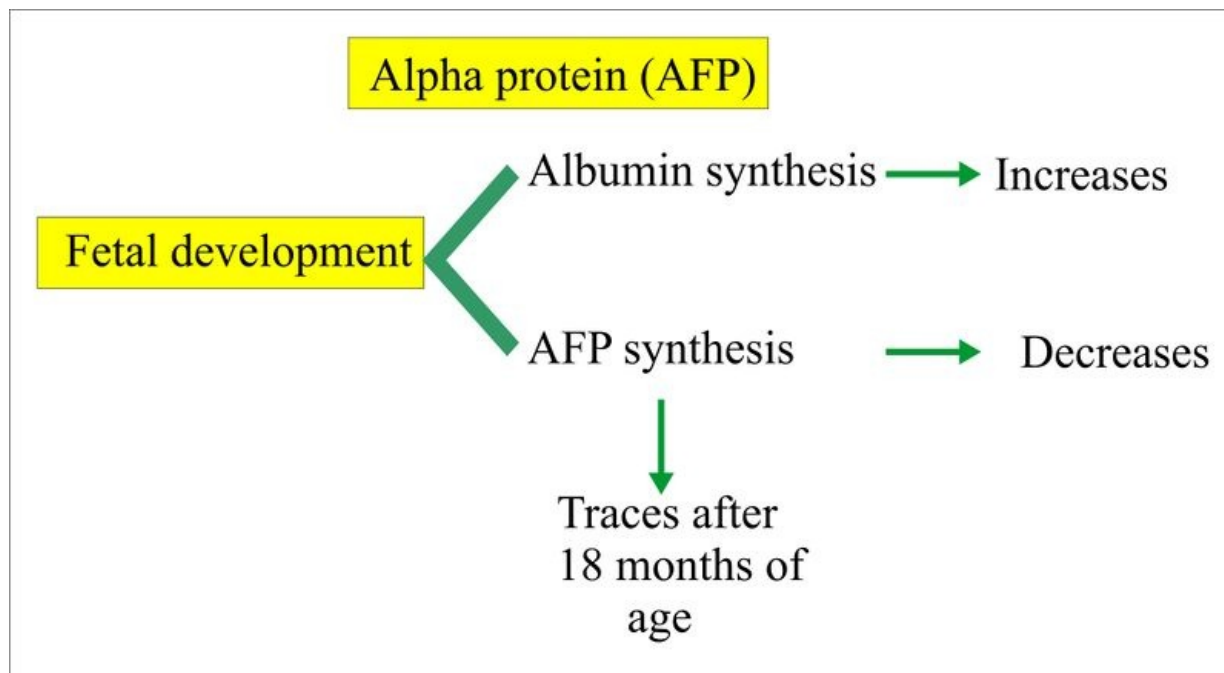 Alpha protein (AFP)
Albumin synthesis
Increases
Fetal development
AFP synthesis
Decreases
Traces after
18 months of
age